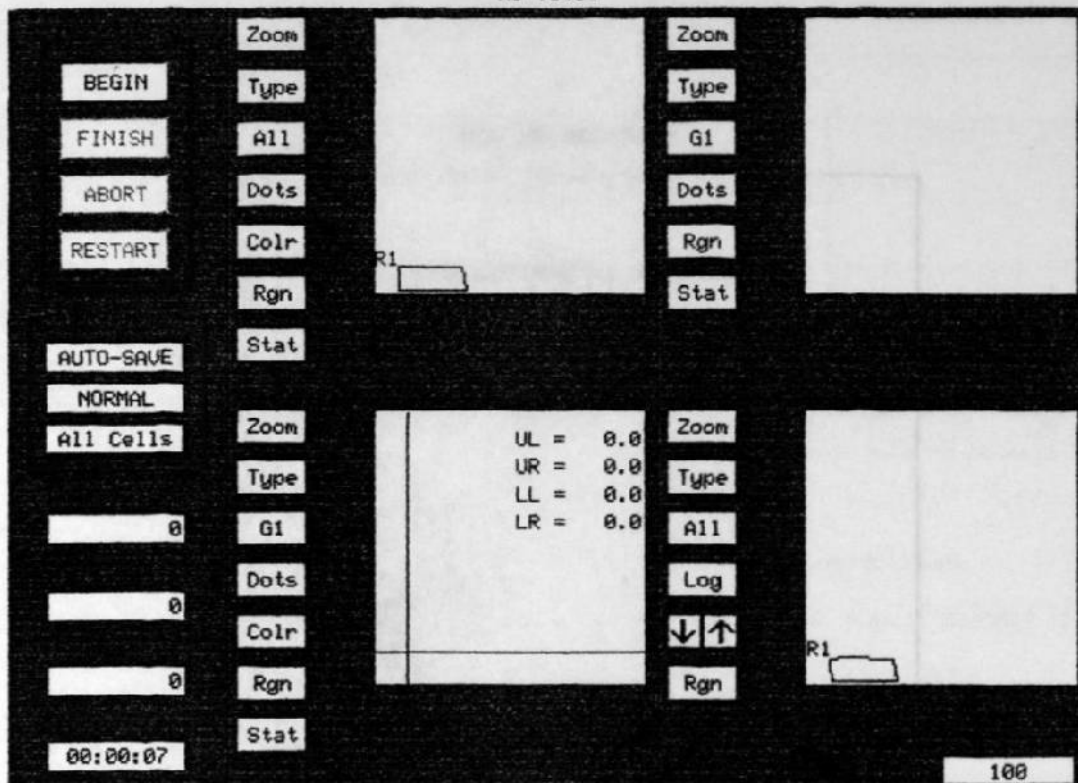 BEGIN
FINISH
ABORT
RESTART
AUTO-SAVE
NORMAL
All Cells
0
0
0
00:00:07
Zoom
Type
All
Dots
Colr
Rgn
Stat
R1
Zoom
Type
G1
Dots
Rgn
Stat
Zoom
Type
G1
Dots
Colr
Rgn
Stat
UL = 0.0
UR = 0.0
LL = 0.0
LR = 0.0
Zoom
Type
All
Log
↓ ↑
Rgn
R1
100